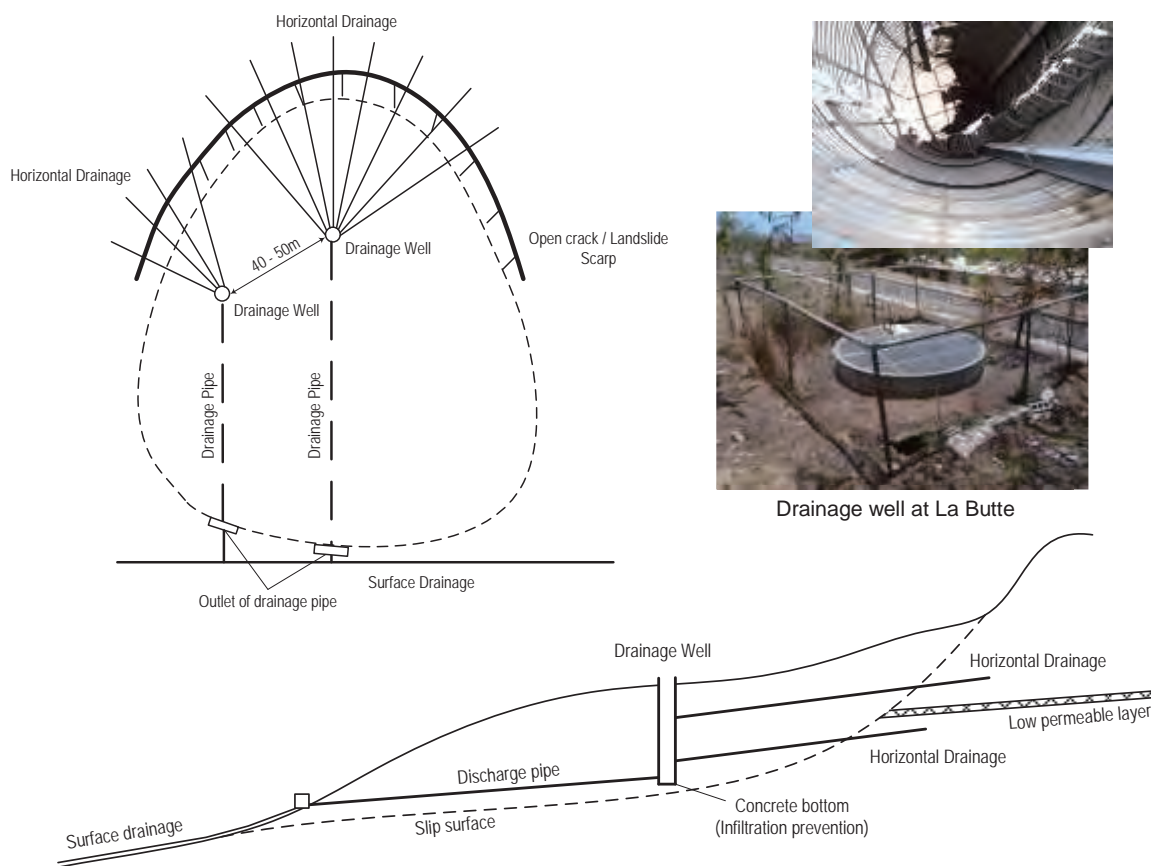 Horizontal Drainage
Horizontal Drainage
40 - 50m
Drainage Well
Drainage Well
Open crack / Landslide
Scarp
Drainage Pipe
Drainage Pipe
Surface Drainage
Outlet of drainage pipe
Drainage well at La Butte
Drainage Well
Horizontal Drainage
Low permeable layer
Horizontal Drainage
Discharge pipe
Concrete bottom
(Infiltration prevention)
Slip surface
Surface drainage